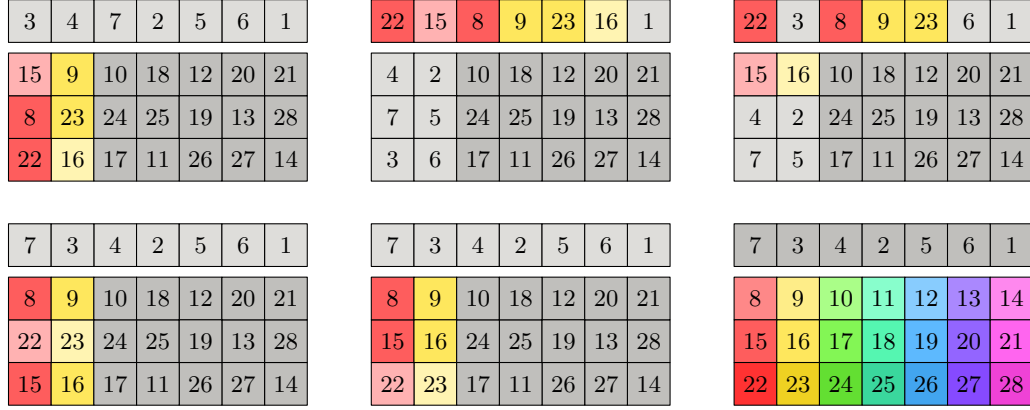 3 4 7 2 5 6 1
15 9 10 18 12 20 21
8 23 24 25 19 13 28
22 16 17 11 26 27 14
22 15 8 9 23 16 1
4 2 10 18 12 20 21
7 5 24 25 19 13 28
3 6 17 11 26 27 14
22 3 8 9 23 6 1
15 16 10 18 12 20 21
4 2 24 25 19 13 28
7 5 17 11 26 27 14
7 3 4 2 5 6 1
8 9 10 18 12 20 21
22 23 24 25 19 13 28
15 16 17 11 26 27 14
7 3 4 2 5 6 1
8 9 10 18 12 20 21
15 16 24 25 19 13 28
22 23 17 11 26 27 14
7 3 4 2 5 6 1
8 9 10 11 12 13 14
15 16 17 18 19 20 21
22 23 24 25 26 27 28